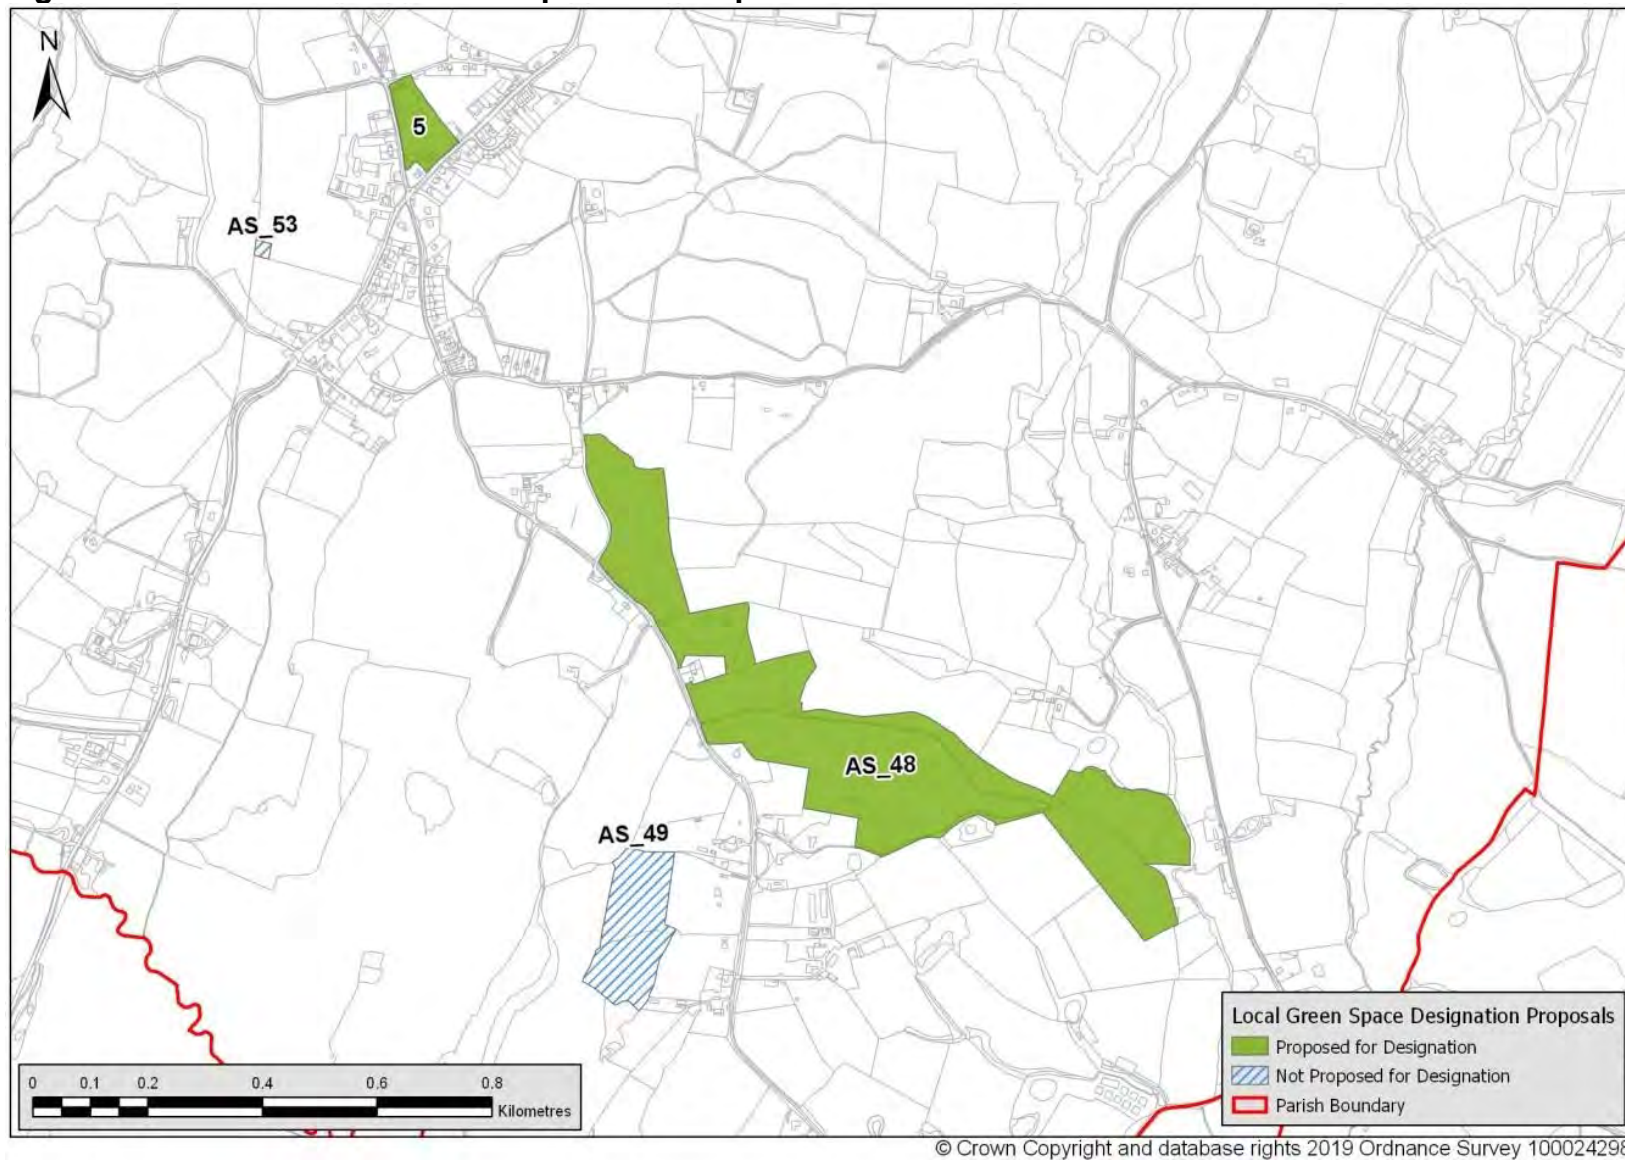 N
5
AS_53
AS_48
AS_49
Local Green Space Designation Proposals
Proposed for Designation
Not Proposed for Designation
Parish Boundary
0 0.1 0.2 0.4 0.6 0.8
Kilometres
© Crown Copyright and database rights 2019 Ordnance Survey 100024298